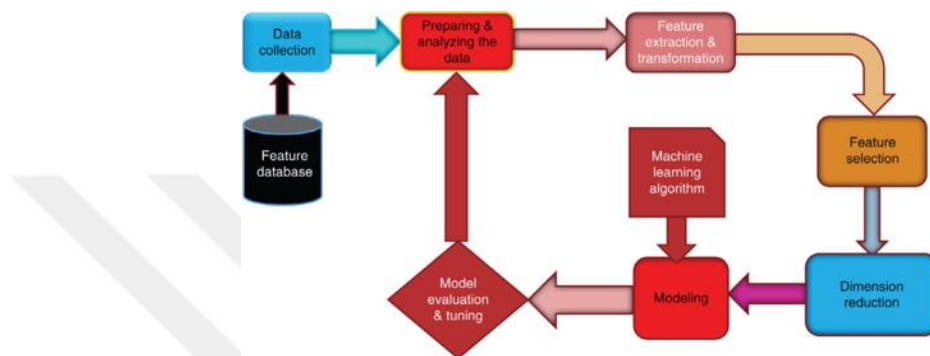 Data
collection
Preparing &
analyzing the
data
Feature
extraction &
transformation
Feature
database
Machine
learning
algorithm
Feature
selection
Model
evaluation
& tuning
Modeling
Dimension
reduction